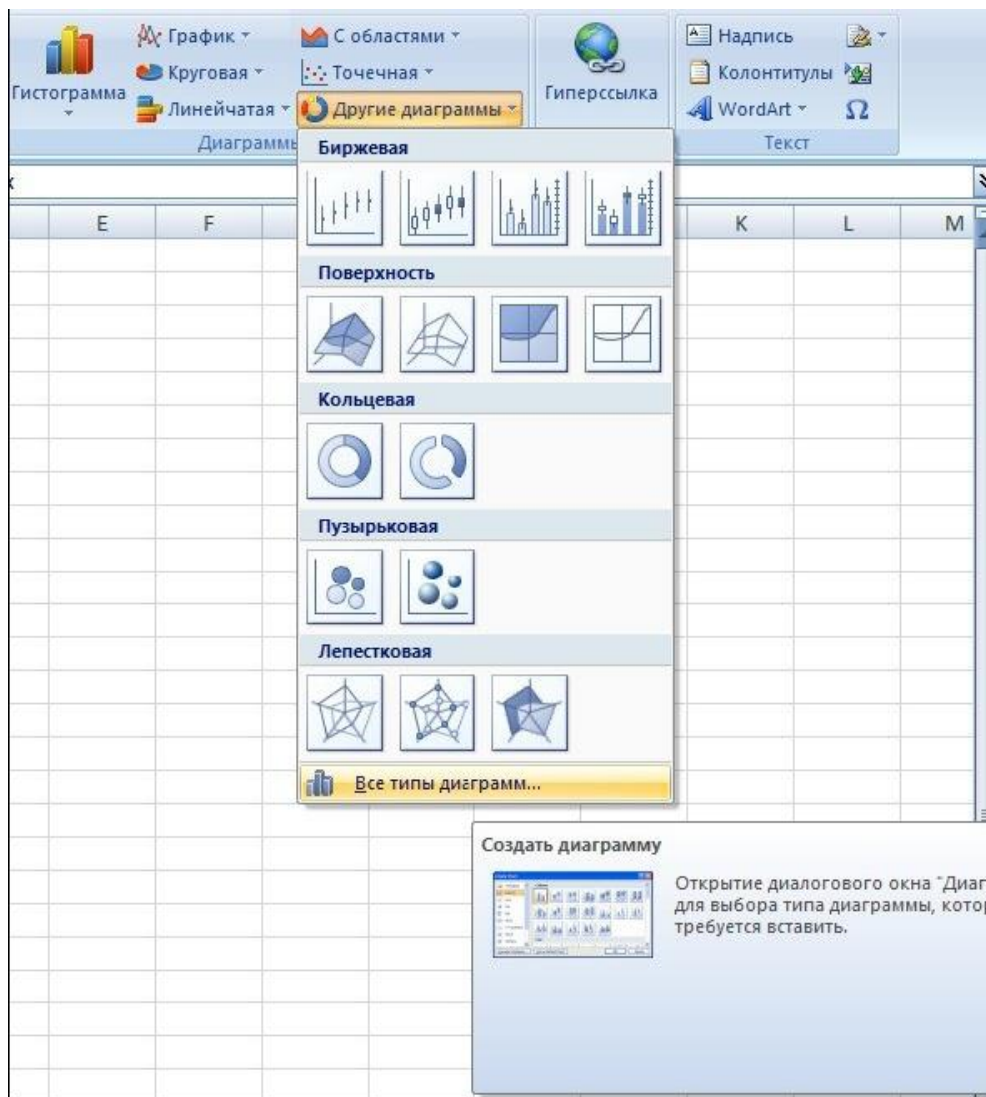 График
С областями
Надпись
Круговая
Точечная
Колонтитулы
Гистограмма
Линейчатая
Другие диаграммы
Гиперссылка
WordArt
Ω
Диаграммы
Текст
Биржевая
E F K L M
Поверхность
Кольцевая
Пузырьковая
Лепестковая
Все типы диаграмм...
Создать диаграмму
Открытие диалогового окна "Диаг
для выбора типа диаграммы, кото
требуется вставить.